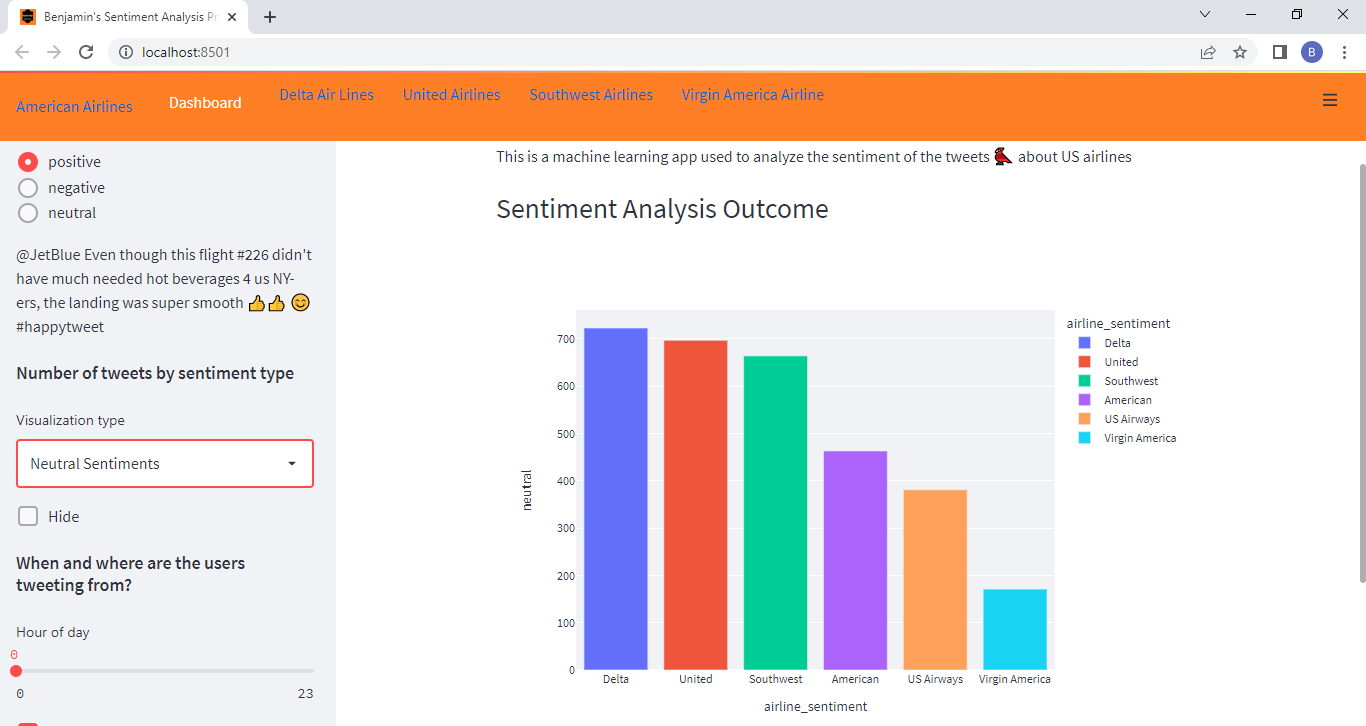 Benjamin's Sentiment Analysis Pr
localhost:8501
B
American Airlines
Dashboard
Delta Air Lines
United Airlines
Southwest Airlines
Virgin America Airline
positive
negative
neutral
@JetBlue Even though this flight #226 didn't
have much needed hot beverages 4 us NY-
ers, the landing was super smooth 👍👍 😊
#happytweet
Number of tweets by sentiment type
Visualization type
Neutral Sentiments
Hide
When and where are the users
tweeting from?
Hour of day
0
0
23
This is a machine learning app used to analyze the sentiment of the tweets 🐦 about US airlines
Sentiment Analysis Outcome
700
600
500
400
300
200
100
0
neutral
Delta
United
Southwest
American
US Airways
Virgin America
airline_sentiment
airline_sentiment
Delta
United
Southwest
American
US Airways
Virgin America